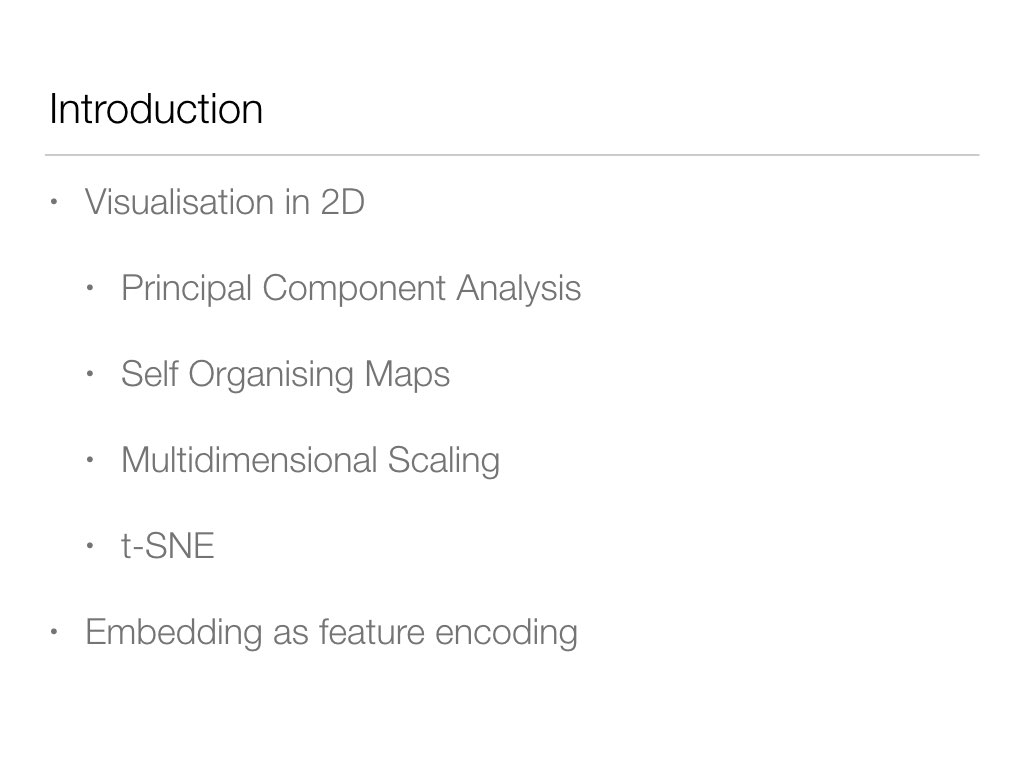 Introduction
• Visualisation in 2D
• Principal Component Analysis
• Self Organising Maps
• Multidimensional Scaling
• t-SNE
• Embedding as feature encoding